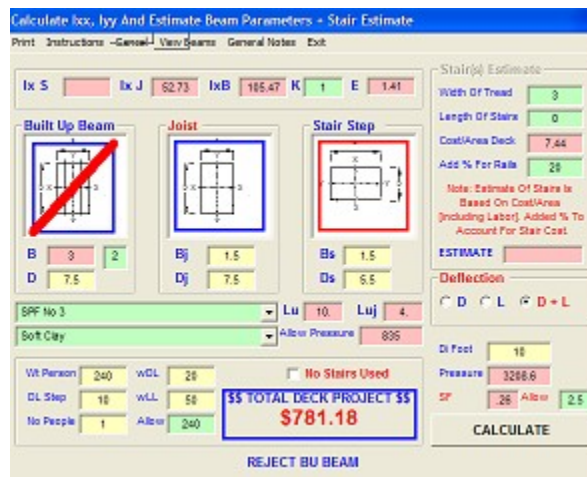 Calculate Ixx, Iyy And Estimate Beam Parameters + Stair Estimate
Print Instructions Cancel View Beams General Notes Exit
Ix S Ix J 52.73 IxB 105.47 K 1 E 1.41
Stair(s) Estimate
Width Of Tread 3
Length Of Stairs 0
Cost/Area Deck 7.44
Add % For Rails 20
Note: Estimate Of Stairs Is
Based On Cost/Area
(Including Labor). Added % To
Account For Stair Cost
ESTIMATE
Built Up Beam
B 3 2
D 7.5
Joist
Bj 1.5
Dj 7.5
Stair Step
Bs 1.5
Ds 5.5
Deflection
D L D + L
SPF No 3 Lu 10. Luj 4.
Soft Clay Allow Pressure 835
Di Foot 10
Pressure 3208.6
SF .26 Allow 2.5
CALCULATE
Wt Person 240 wDL 20
DL Step 10 wLL 50
No People 1 Allow 240
No Stairs Used
$$ TOTAL DECK PROJECT $$
$781.18
REJECT BU BEAM